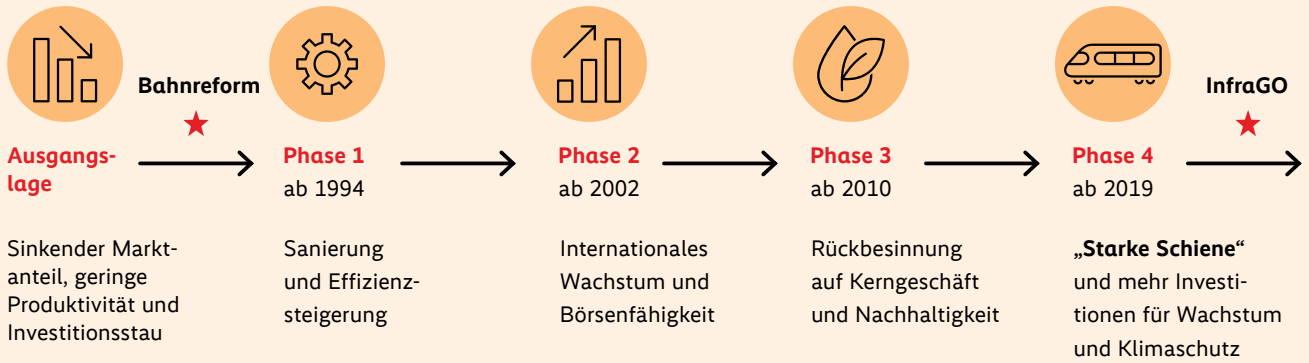 Bahnreform
InfraGO
Ausgangs-
lage
Sinkender Markt-
anteil, geringe
Produktivität und
Investitionsstau
Phase 1
ab 1994
Sanierung
und Effizienz-
steigerung
Phase 2
ab 2002
Internationales
Wachstum und
Börsenfähigkeit
Phase 3
ab 2010
Rückbesinnung
auf Kerngeschäft
und Nachhaltigkeit
Phase 4
ab 2019
„Starke Schiene“
und mehr Investi-
tionen für Wachstum
und Klimaschutz